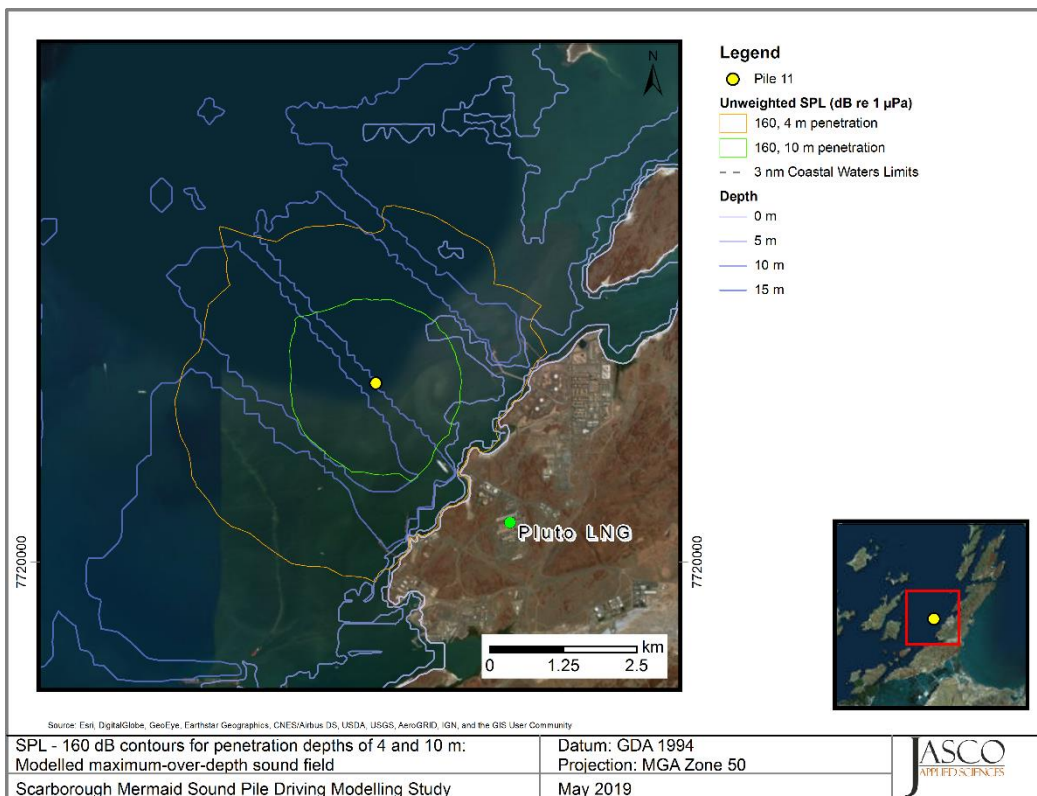 N
Legend
Pile 11
Unweighted SPL (dB re 1 µPa)
160, 4 m penetration
160, 10 m penetration
3 nm Coastal Waters Limits
Depth
0 m
5 m
10 m
15 m
Pluto LNG
7720000
7720000
km
0 1.25 2.5
Source: Esri, DigitalGlobe, GeoEye, Earthstar Geographics, CNES/Airbus DS, USDA, USGS, AeroGRID, IGN, and the GIS User Community
SPL - 160 dB contours for penetration depths of 4 and 10 m:
Modelled maximum-over-depth sound field
Datum: GDA 1994
Projection: MGA Zone 50
JASCO
APPLIED SCIENCES
Scarborough Mermaid Sound Pile Driving Modelling Study
May 2019